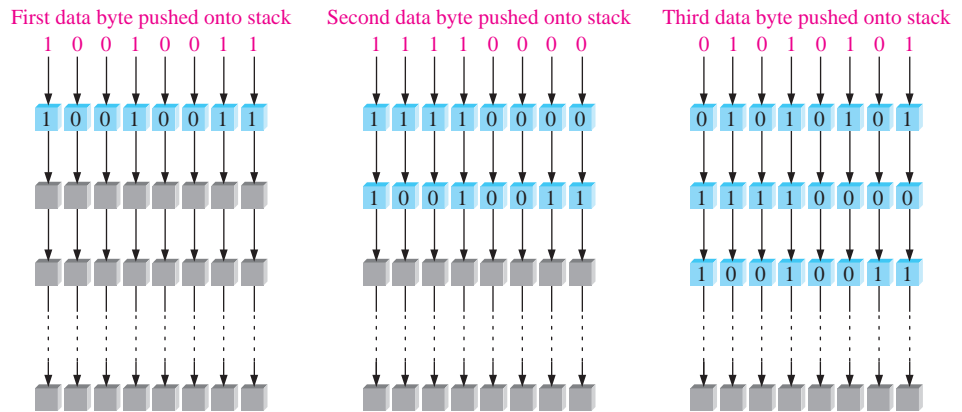 First data byte pushed onto stack
1 0 0 1 0 0 1 1
1 0 0 1 0 0 1 1
Second data byte pushed onto stack
1 1 1 1 0 0 0 0
1 1 1 1 0 0 0 0
1 0 0 1 0 0 1 1
Third data byte pushed onto stack
0 1 0 1 0 1 0 1
0 1 0 1 0 1 0 1
1 1 1 1 0 0 0 0
1 0 0 1 0 0 1 1